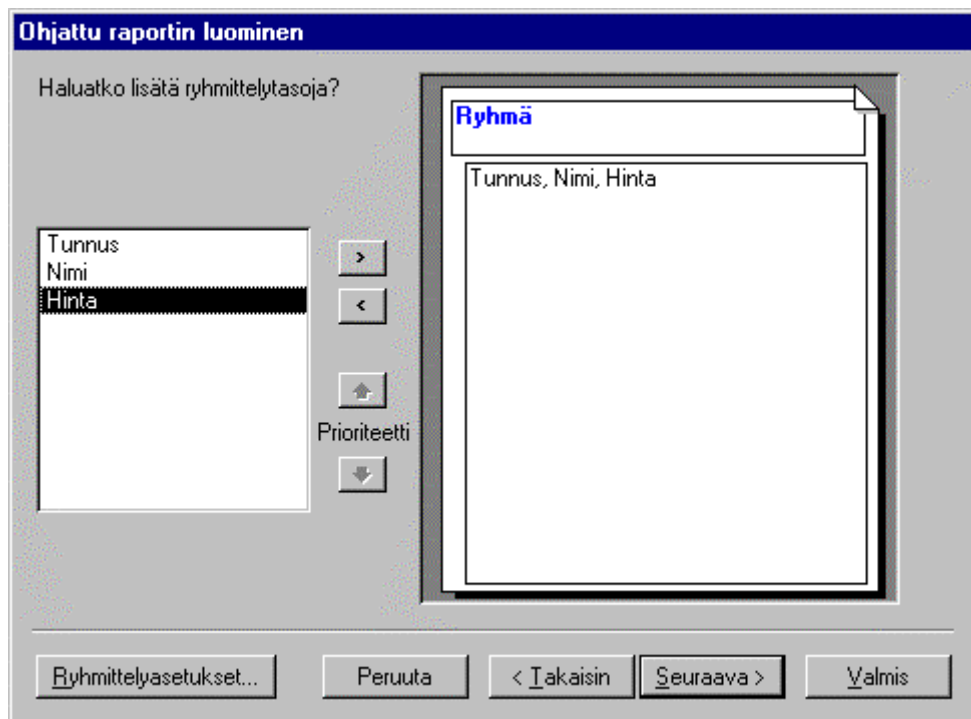 Ohjattu raportin luominen
Haluatko lisätä ryhmittelytasoja?
Ryhmä
Tunnus, Nimi, Hinta
Tunnus
Nimi
Hinta
>
<
Prioriteetti
Ryhmittelyasetukset...
Peruuta
< Takaisin
Seuraava >
Valmis